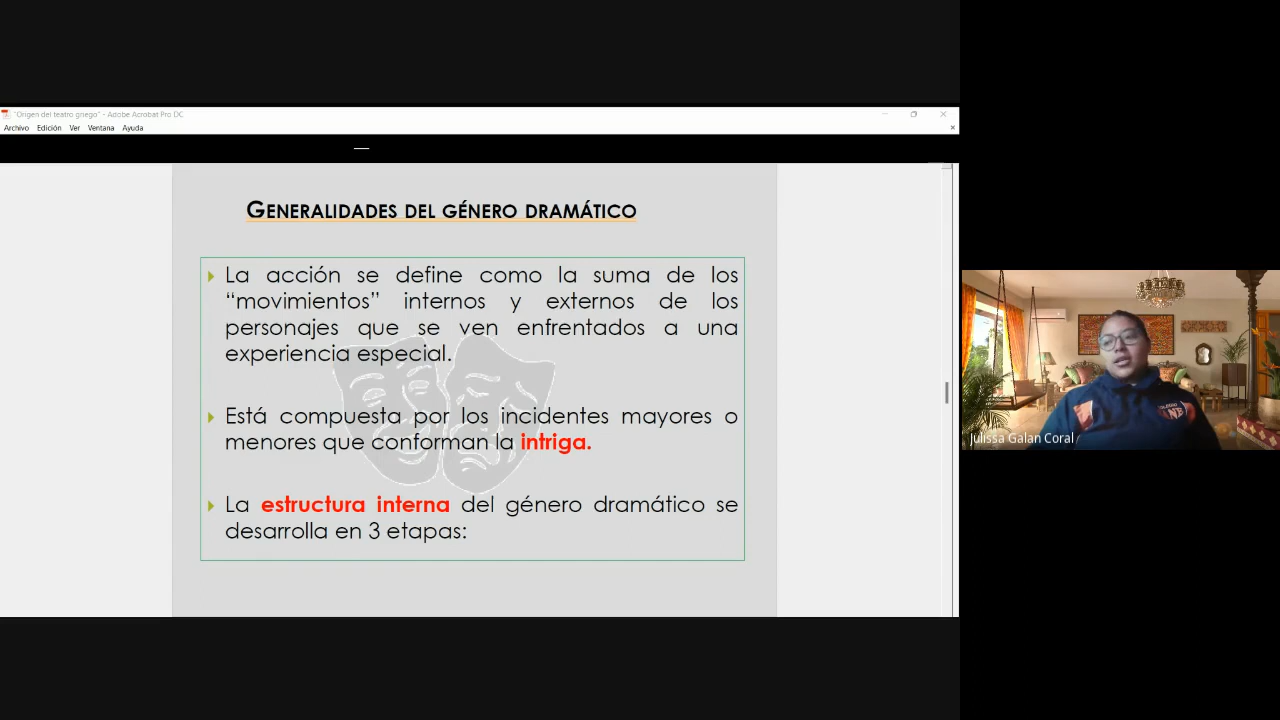 "Origen del teatro griego" - Adobe Acrobat Pro DC
Archivo Edición Ver Ventana Ayuda
GENERALIDADES DEL GÉNERO DRAMÁTICO
La acción se define como la suma de los
“movimientos” internos y externos de los
personajes que se ven enfrentados a una
experiencia especial.
Está compuesta por los incidentes mayores o
menores que conforman la intriga.
La estructura interna del género dramático se
desarrolla en 3 etapas:
Julissa Galan Coral